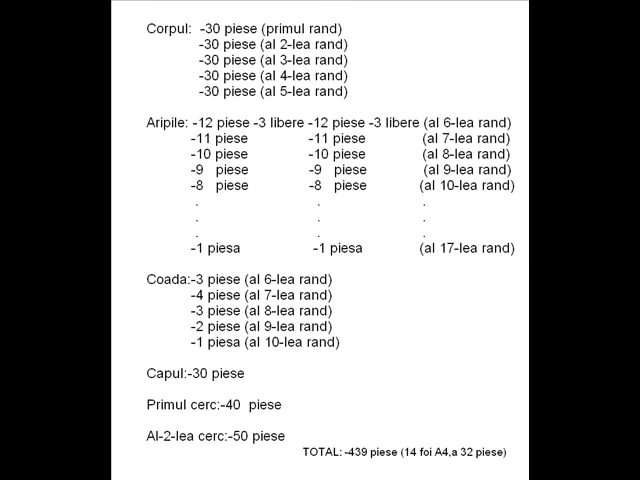 Corpul: -30 piese (primul rand)
-30 piese (al 2-lea rand)
-30 piese (al 3-lea rand)
-30 piese (al 4-lea rand)
-30 piese (al 5-lea rand)
Aripile: -12 piese -3 libere -12 piese -3 libere (al 6-lea rand)
-11 piese -11 piese (al 7-lea rand)
-10 piese -10 piese (al 8-lea rand)
-9 piese -9 piese (al 9-lea rand)
-8 piese -8 piese (al 10-lea rand)
. . .
. . .
. . .
-1 piesa -1 piesa (al 17-lea rand)
Coada:-3 piese (al 6-lea rand)
-4 piese (al 7-lea rand)
-3 piese (al 8-lea rand)
-2 piese (al 9-lea rand)
-1 piesa (al 10-lea rand)
Capul:-30 piese
Primul cerc:-40 piese
Al-2-lea cerc:-50 piese
TOTAL: -439 piese (14 foi A4,a 32 piese)